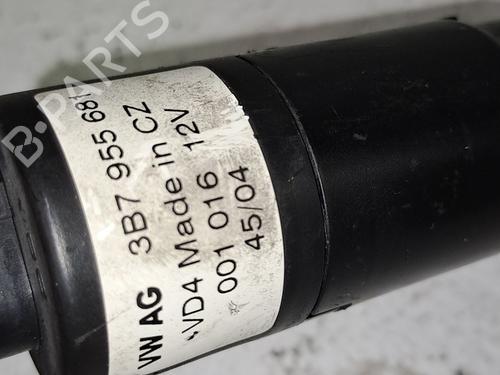 B-PARTS
VW AG 3B7 955 681
VD4 Made in CZ
001 016 12V
45/04